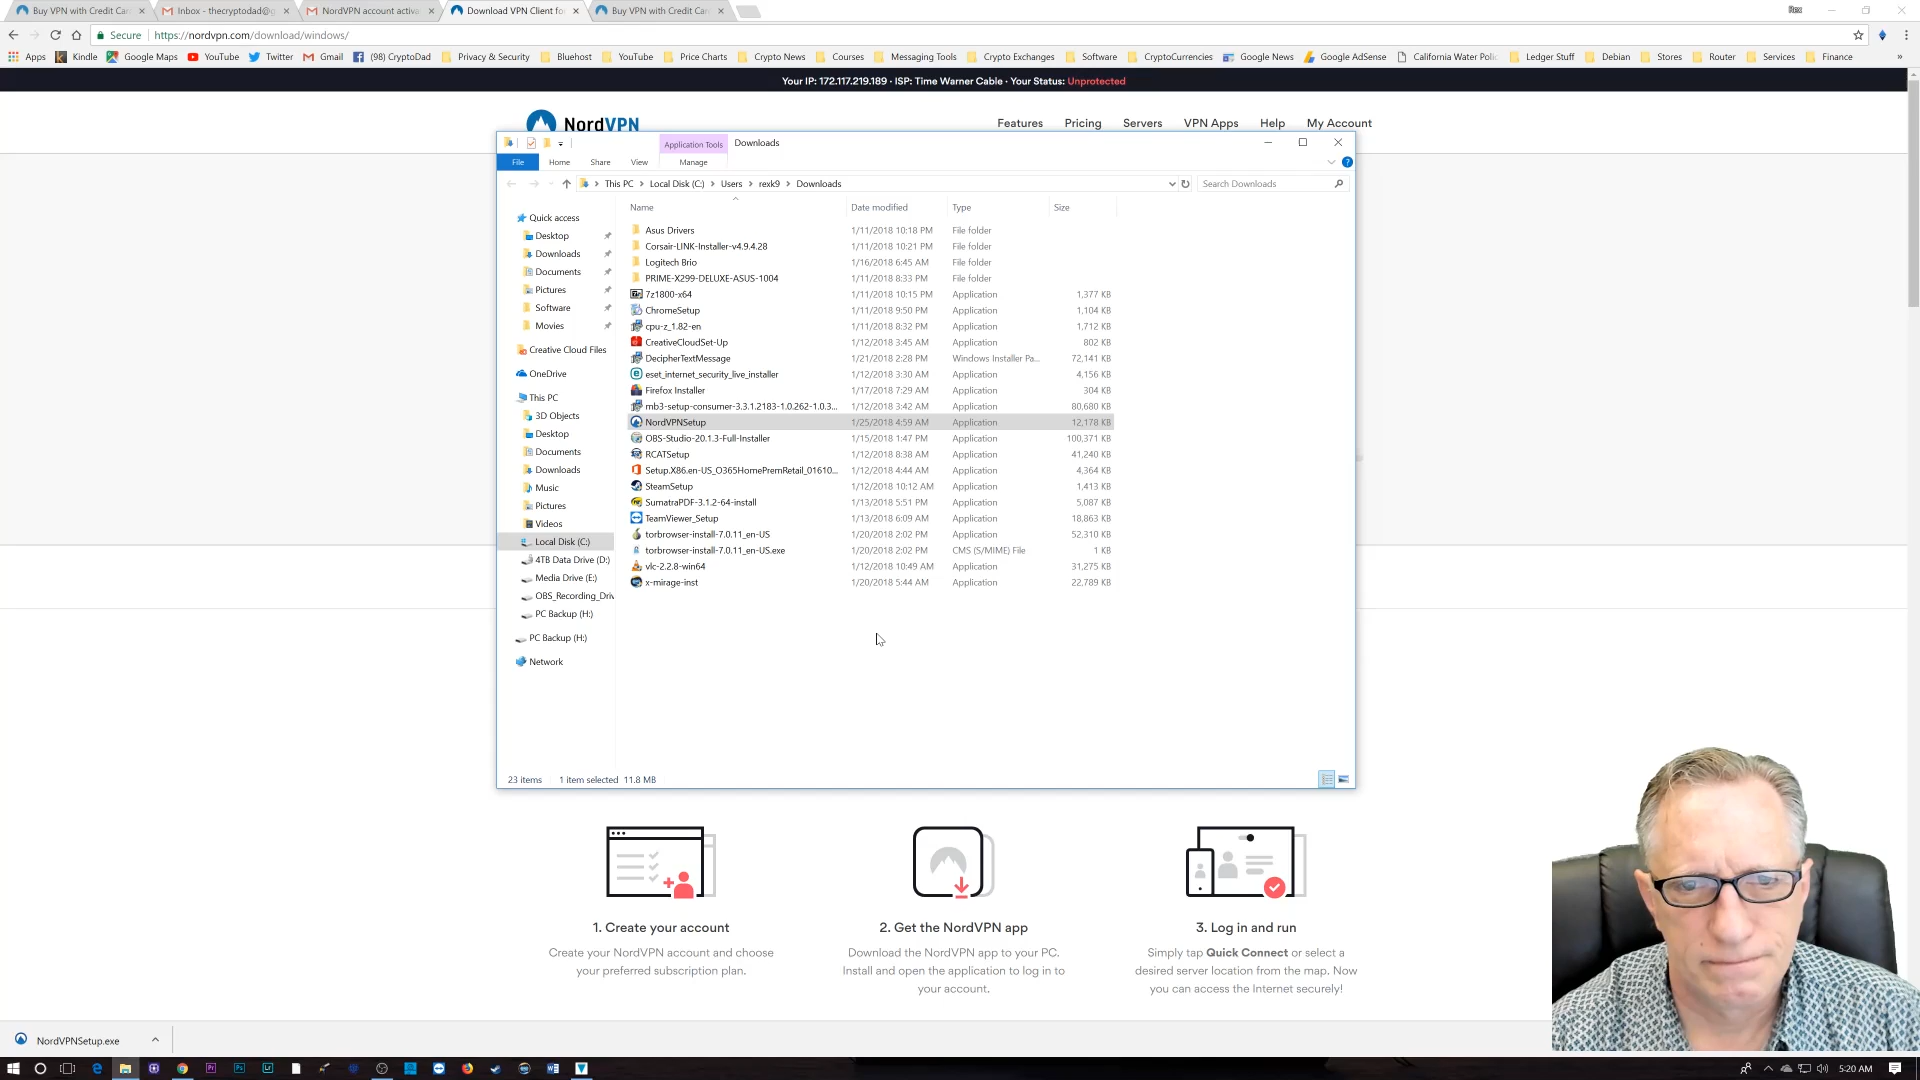 Buy VPN with Credit Car
Inbox - thecryptodad@g
NordVPN account activa
Download VPN Client fo
Buy VPN with Credit Car
Rex
Secure
https://nordvpn.com/download/windows/
Apps
Kindle
Google Maps
YouTube
Twitter
Gmail
(98) CryptoDad
Privacy & Security
Bluehost
YouTube
Price Charts
Crypto News
Courses
Messaging Tools
Crypto Exchanges
Software
CryptoCurrencies
Google News
Google AdSense
California Water Polic
Ledger Stuff
Debian
Stores
Router
Services
Finance
»
Your IP: 172.117.219.189 · ISP: Time Warner Cable · Your Status: Unprotected
NordVPN
Features
Pricing
Servers
VPN Apps
Help
My Account
Application Tools
Downloads
File
Home
Share
View
Manage
This PC
Local Disk (C:)
Users
rexk9
Downloads
Search Downloads
Name
Date modified
Type
Size
Quick access
Desktop
Downloads
Documents
Pictures
Software
Movies
Creative Cloud Files
OneDrive
This PC
3D Objects
Desktop
Documents
Downloads
Music
Pictures
Videos
Local Disk (C:)
4TB Data Drive (D:)
Media Drive (E:)
OBS_Recording_Driv
PC Backup (H:)
PC Backup (H:)
Network
Asus Drivers 1/11/2018 10:18 PM File folder
Corsair-LINK-Installer-v4.9.4.28 1/11/2018 10:21 PM File folder
Logitech Brio 1/16/2018 6:45 AM File folder
PRIME-X299-DELUXE-ASUS-1004 1/11/2018 8:33 PM File folder
7z1800-x64 1/11/2018 10:15 PM Application 1,377 KB
ChromeSetup 1/11/2018 9:50 PM Application 1,104 KB
cpu-z_1.82-en 1/11/2018 8:32 PM Application 1,712 KB
CreativeCloudSet-Up 1/12/2018 3:45 AM Application 802 KB
DecipherTextMessage 1/21/2018 2:28 PM Windows Installer Pa... 72,141 KB
eset_internet_security_live_installer 1/12/2018 3:30 AM Application 4,156 KB
Firefox Installer 1/17/2018 7:29 AM Application 304 KB
mb3-setup-consumer-3.3.1.2183-1.0.262-1.0.3... 1/12/2018 3:42 AM Application 80,680 KB
NordVPNSetup 1/25/2018 4:59 AM Application 12,178 KB
OBS-Studio-20.1.3-Full-Installer 1/15/2018 1:47 PM Application 100,371 KB
RCATSetup 1/12/2018 8:38 AM Application 41,240 KB
Setup.X86.en-US_O365HomePremRetail_01610... 1/12/2018 4:44 AM Application 4,364 KB
SteamSetup 1/12/2018 10:12 AM Application 1,413 KB
SumatraPDF-3.1.2-64-install 1/13/2018 5:51 PM Application 5,087 KB
TeamViewer_Setup 1/13/2018 6:09 AM Application 18,863 KB
torbrowser-install-7.0.11_en-US 1/20/2018 2:02 PM Application 52,310 KB
torbrowser-install-7.0.11_en-US.exe 1/20/2018 2:02 PM CMS (S/MIME) File 1 KB
vlc-2.2.8-win64 1/12/2018 10:49 AM Application 31,275 KB
x-mirage-inst 1/20/2018 5:44 AM Application 22,789 KB
23 items
1 item selected 11.8 MB
1. Create your account
Create your NordVPN account and choose
your preferred subscription plan.
2. Get the NordVPN app
Download the NordVPN app to your PC.
Install and open the application to log in to
your account.
3. Log in and run
Simply tap Quick Connect or select a
desired server location from the map. Now
you can access the Internet securely!
NordVPNSetup.exe
5:20 AM